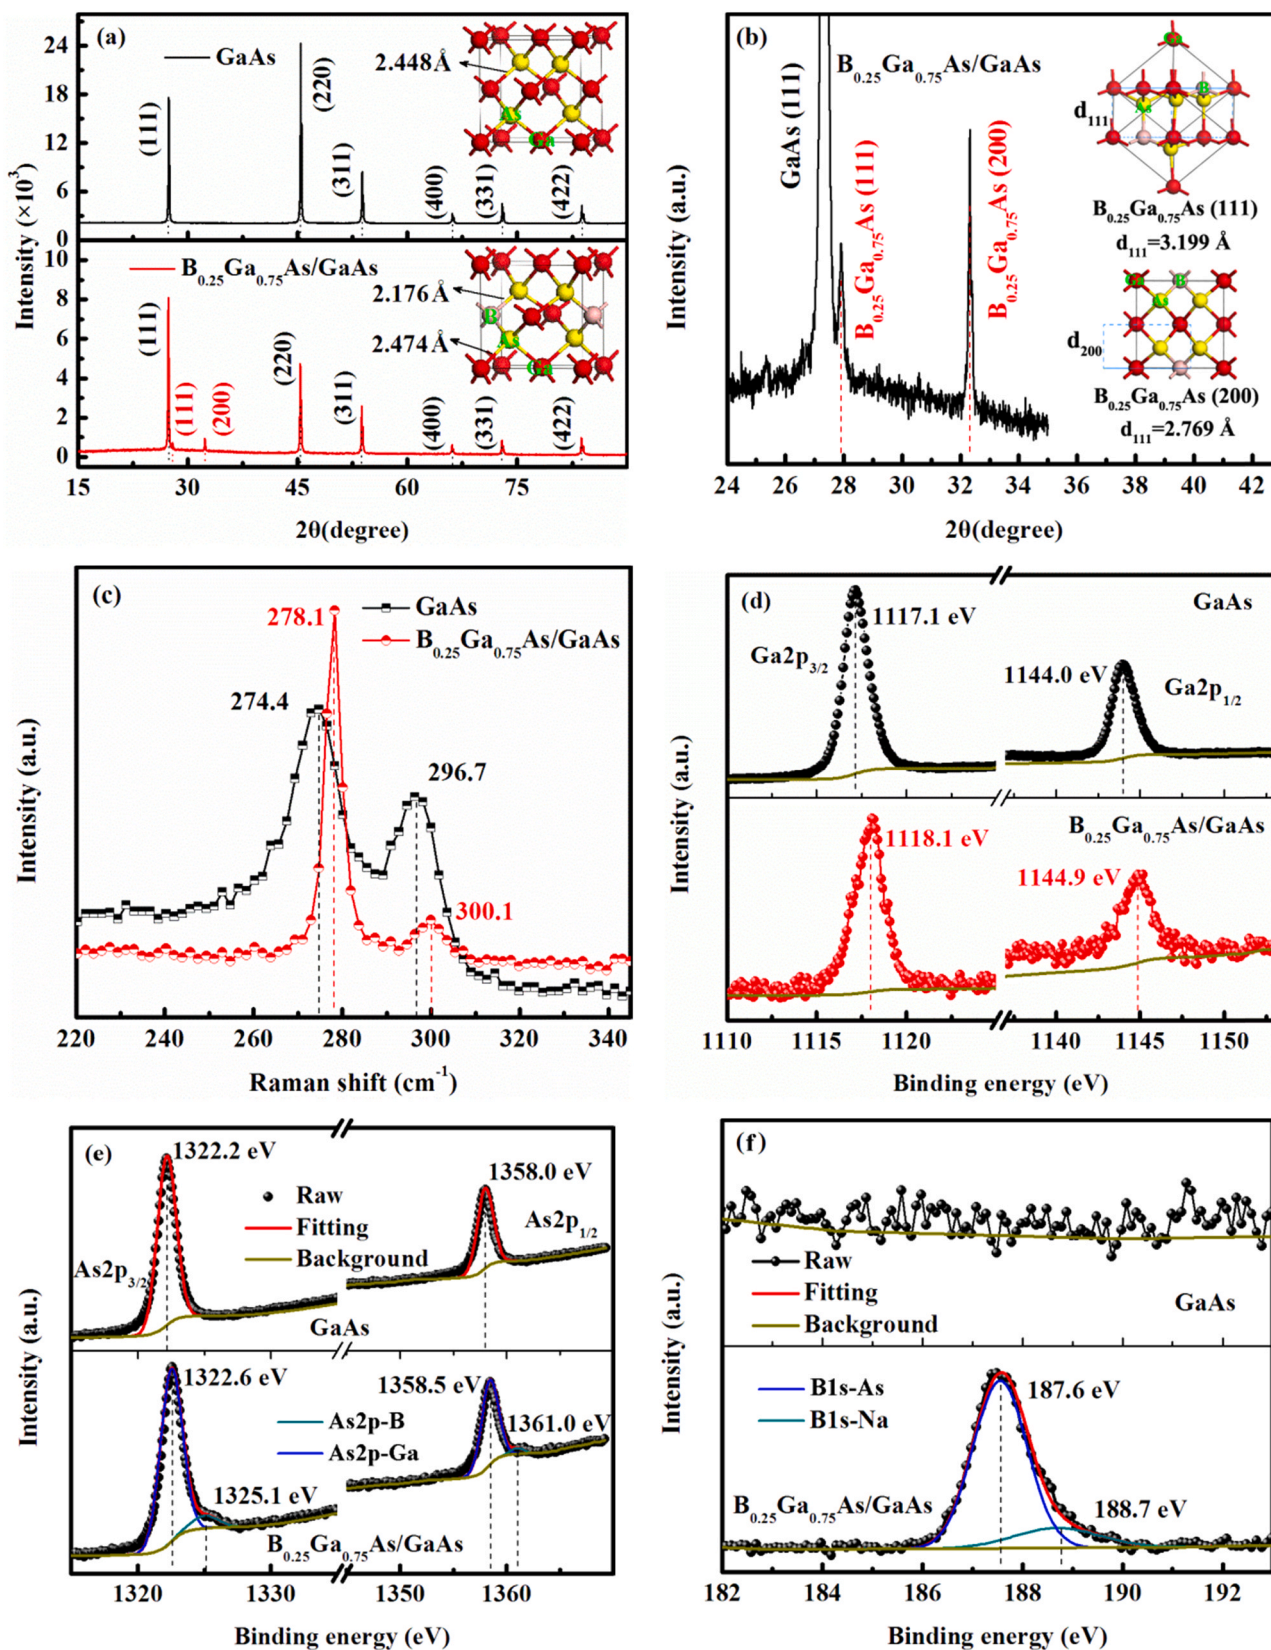 (a)
GaAs
2.448Å
As
Ga
(111)
(220)
(311)
(400)
(331)
(422)
24
18
12
6
0
B0.25Ga0.75As/GaAs
2.176Å
B
As
2.474Å
Ga
(111)
(111)
(200)
(220)
(311)
(400)
(331)
(422)
10
8
6
4
2
0
Intensity (×10³)
15 30 45 60 75
2θ(degree)
(b)
B0.25Ga0.75As/GaAs
GaAs (111)
B0.25Ga0.75As (111)
B0.25Ga0.75As (200)
Ga
B
As
d111
B0.25Ga0.75As (111)
d111=3.199 Å
Ga
B
As
d200
B0.25Ga0.75As (200)
d111=2.769 Å
Intensity (a.u.)
24 26 28 30 32 34 36 38 40 42
2θ(degree)
(c)
GaAs
B0.25Ga0.75As/GaAs
278.1
274.4
296.7
300.1
Intensity (a.u.)
220 240 260 280 300 320 340
Raman shift (cm-1)
(d)
GaAs
1117.1 eV
Ga2p3/2
1144.0 eV
Ga2p1/2
B0.25Ga0.75As/GaAs
1118.1 eV
1144.9 eV
Intensity (a.u.)
1110 1115 1120 1140 1145 1150
Binding energy (eV)
(e)
1322.2 eV
1358.0 eV
Raw
Fitting
Background
As2p3/2
As2p1/2
GaAs
1322.6 eV
1358.5 eV
As2p-B
As2p-Ga
1361.0 eV
1325.1 eV
B0.25Ga0.75As/GaAs
Intensity (a.u.)
1320 1330 1350 1360
Binding energy (eV)
(f)
Raw
Fitting
Background
GaAs
B1s-As
B1s-Na
187.6 eV
188.7 eV
B0.25Ga0.75As/GaAs
Intensity (a.u.)
182 184 186 188 190 192
Binding energy (eV)